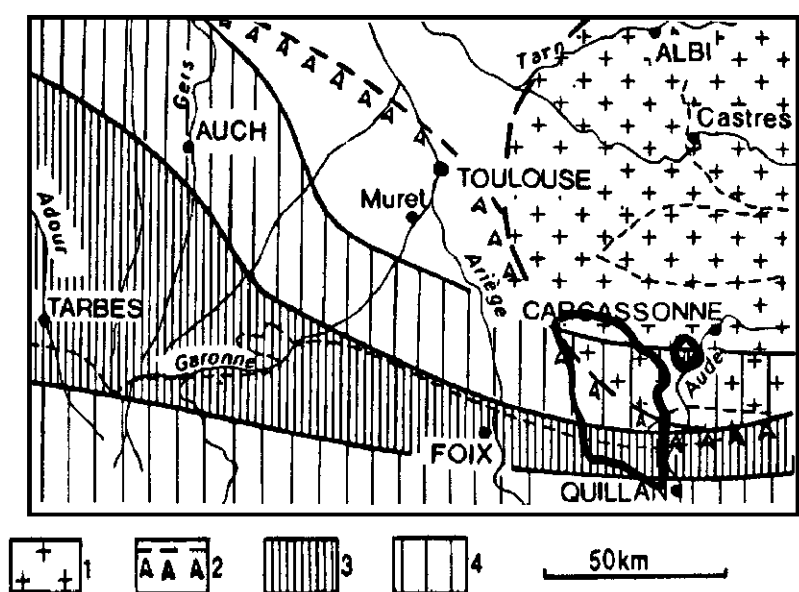 Tarn
ALBI
Gers
AUCH
Castres
TOULOUSE
Muret
Adour
Ariège
TARBES
CARCASSONNE
Garonne
Aude
FOIX
QUILLAN
1
A A A 2
3
4
50km